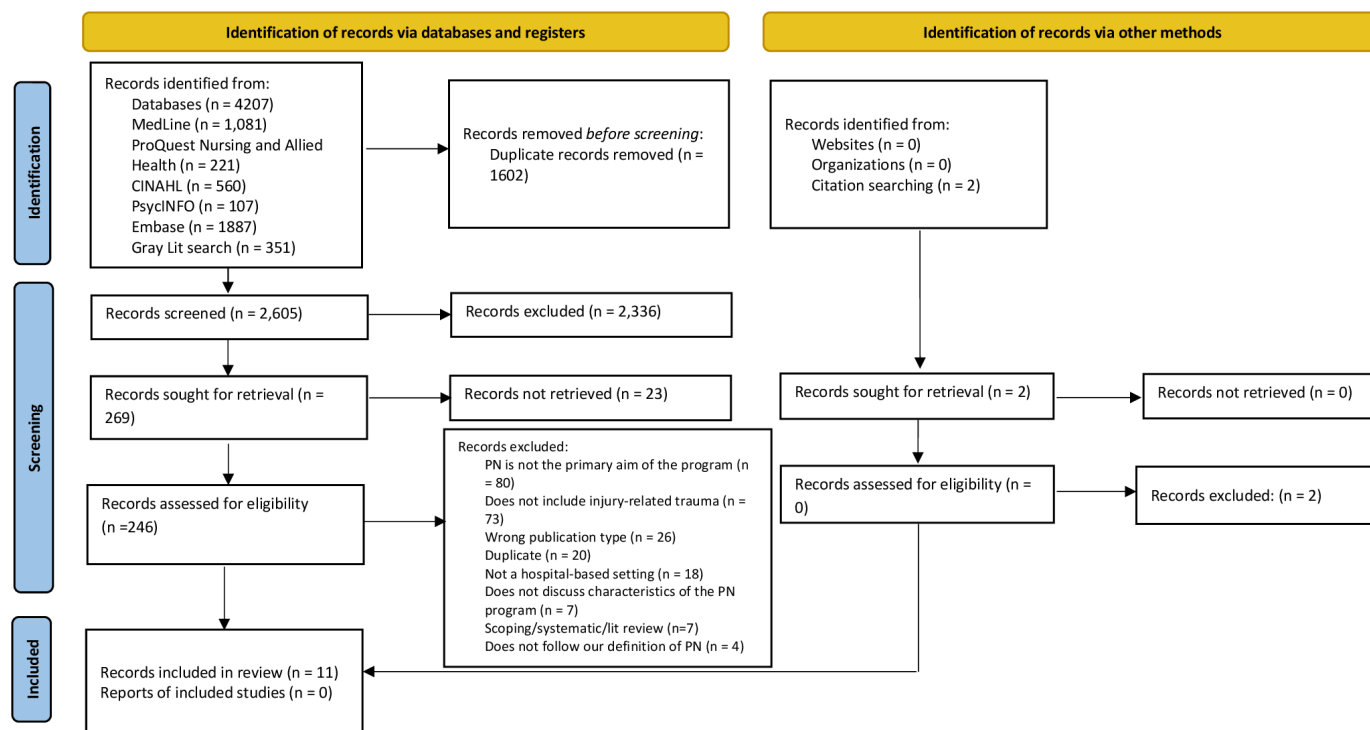 Identification of records via databases and registers
Identification of records via other methods
Identification
Records identified from:
Databases (n = 4207)
MedLine (n = 1,081)
ProQuest Nursing and Allied
Health (n = 221)
CINAHL (n = 560)
PsycINFO (n = 107)
Embase (n = 1887)
Gray Lit search (n = 351)
Records removed before screening:
Duplicate records removed (n =
1602)
Records identified from:
Websites (n = 0)
Organizations (n = 0)
Citation searching (n = 2)
Screening
Records screened (n = 2,605)
Records excluded (n = 2,336)
Records sought for retrieval (n =
269)
Records not retrieved (n = 23)
Records sought for retrieval (n = 2)
Records not retrieved (n = 0)
Records assessed for eligibility
(n =246)
Records excluded:
PN is not the primary aim of the program (n
= 80)
Does not include injury-related trauma (n =
73)
Wrong publication type (n = 26)
Duplicate (n = 20)
Not a hospital-based setting (n = 18)
Does not discuss characteristics of the PN
program (n = 7)
Scoping/systematic/lit review (n=7)
Does not follow our definition of PN (n = 4)
Records assessed for eligibility (n =
0)
Records excluded: (n = 2)
Included
Records included in review (n = 11)
Reports of included studies (n = 0)